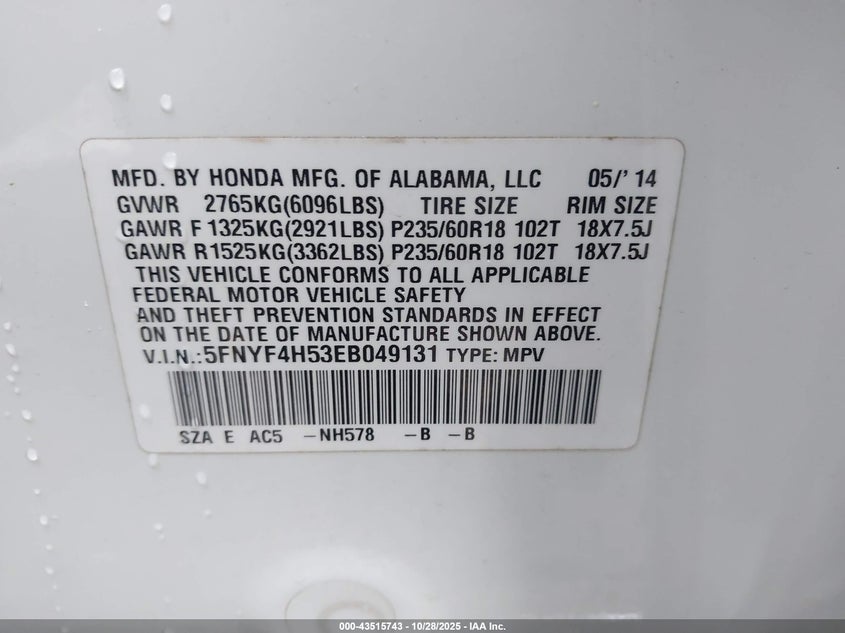 MFD. BY HONDA MFG. OF ALABAMA, LLC 05/' 14
GVWR 2765KG(6096LBS) TIRE SIZE RIM SIZE
GAWR F 1325KG(2921LBS) P235/60R18 102T 18X7.5J
GAWR R1525KG(3362LBS) P235/60R18 102T 18X7.5J
THIS VEHICLE CONFORMS TO ALL APPLICABLE
FEDERAL MOTOR VEHICLE SAFETY
AND THEFT PREVENTION STANDARDS IN EFFECT
ON THE DATE OF MANUFACTURE SHOWN ABOVE.
V.I.N.:5FNYF4H53EB049131 TYPE: MPV
SZA E AC5 -NH578 -B -B
000-43515743 - 10/28/2025 - IAA Inc.